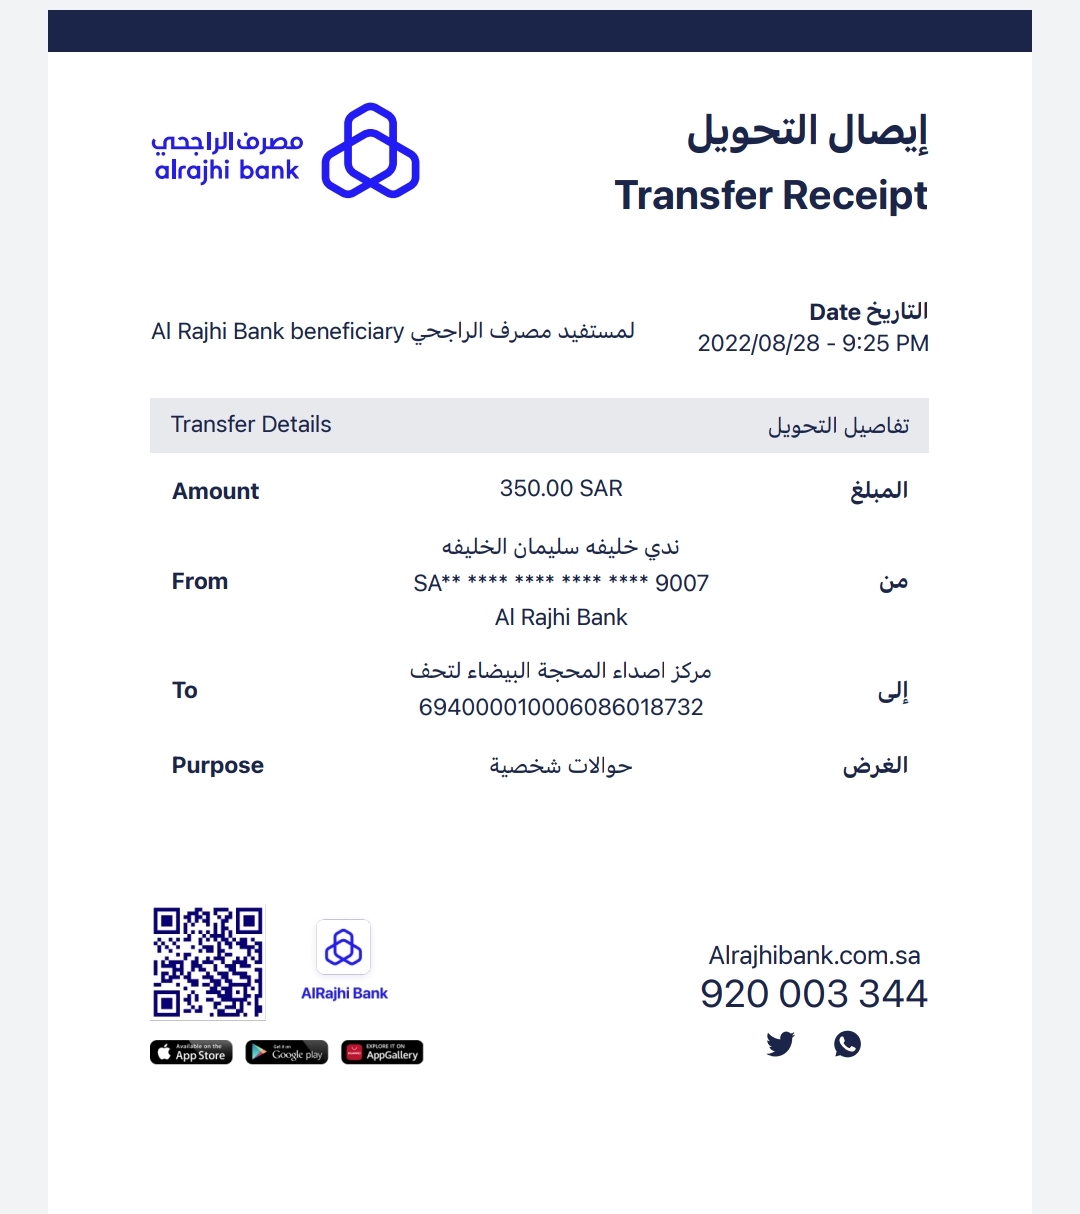 إيصال التحويل
Transfer Receipt
مصرف الراجحي
alrajhi bank
التاريخ Date
2022/08/28 - 9:25 PM
Al Rajhi Bank beneficiary لمستفيد مصرف الراجحي
Transfer Details تفاصيل التحويل
Amount 350.00 SAR المبلغ
ندي خليفه سليمان الخليفه
From SA** **** **** **** **** 9007 من
Al Rajhi Bank
مركز اصداء المحجة البيضاء لتحف
To 694000010006086018732 إلى
Purpose حوالات شخصية الغرض
AlRajhi Bank
Available on the App Store
Get it on Google play
EXPLORE IT ON AppGallery
Alrajhibank.com.sa
920 003 344